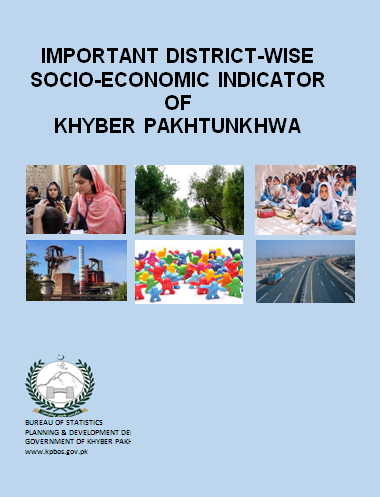 IMPORTANT DISTRICT-WISE
SOCIO-ECONOMIC INDICATOR
OF
KHYBER PAKHTUNKHWA
BUREAU OF STATISTICS
PLANNING & DEVELOPMENT DE
GOVERNMENT OF KHYBER PAKH
www.kpbos.gov.pk